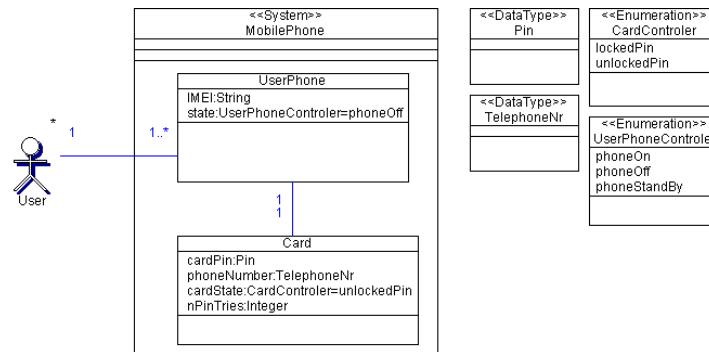 <<System>>
MobilePhone
UserPhone
IMEI:String
state:UserPhoneControler=phoneOff
*
1
1..*
User
1
1
Card
cardPin:Pin
phoneNumber:TelephoneNr
cardState:CardControler=unlockedPin
nPinTries:Integer
<<DataType>>
Pin
<<DataType>>
TelephoneNr
<<Enumeration>>
CardControler
lockedPin
unlockedPin
<<Enumeration>>
UserPhoneControle
phoneOn
phoneOff
phoneStandBy